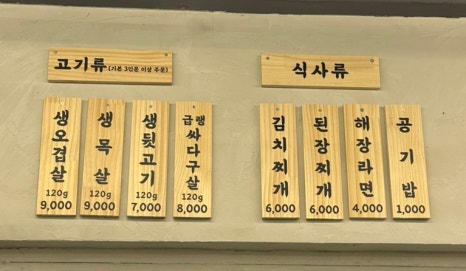 고기류 (기본 3인분 이상 주문)
생오겹살
120g
9,000
생목살
120g
9,000
생뒷고기
120g
7,000
급랭
싸다구살
120g
8,000
식사류
김치찌개
6,000
된장찌개
6,000
해장라면
4,000
공기밥
1,000